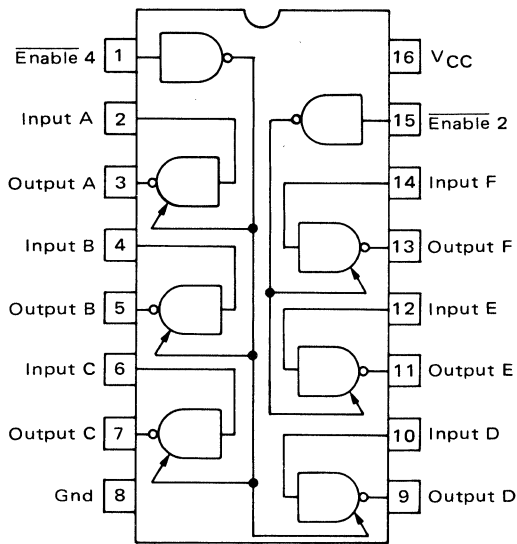 Enable 4 1
Input A 2
Output A 3
Input B 4
Output B 5
Input C 6
Output C 7
Gnd 8
16 VCC
15 Enable 2
14 Input F
13 Output F
12 Input E
11 Output E
10 Input D
9 Output D